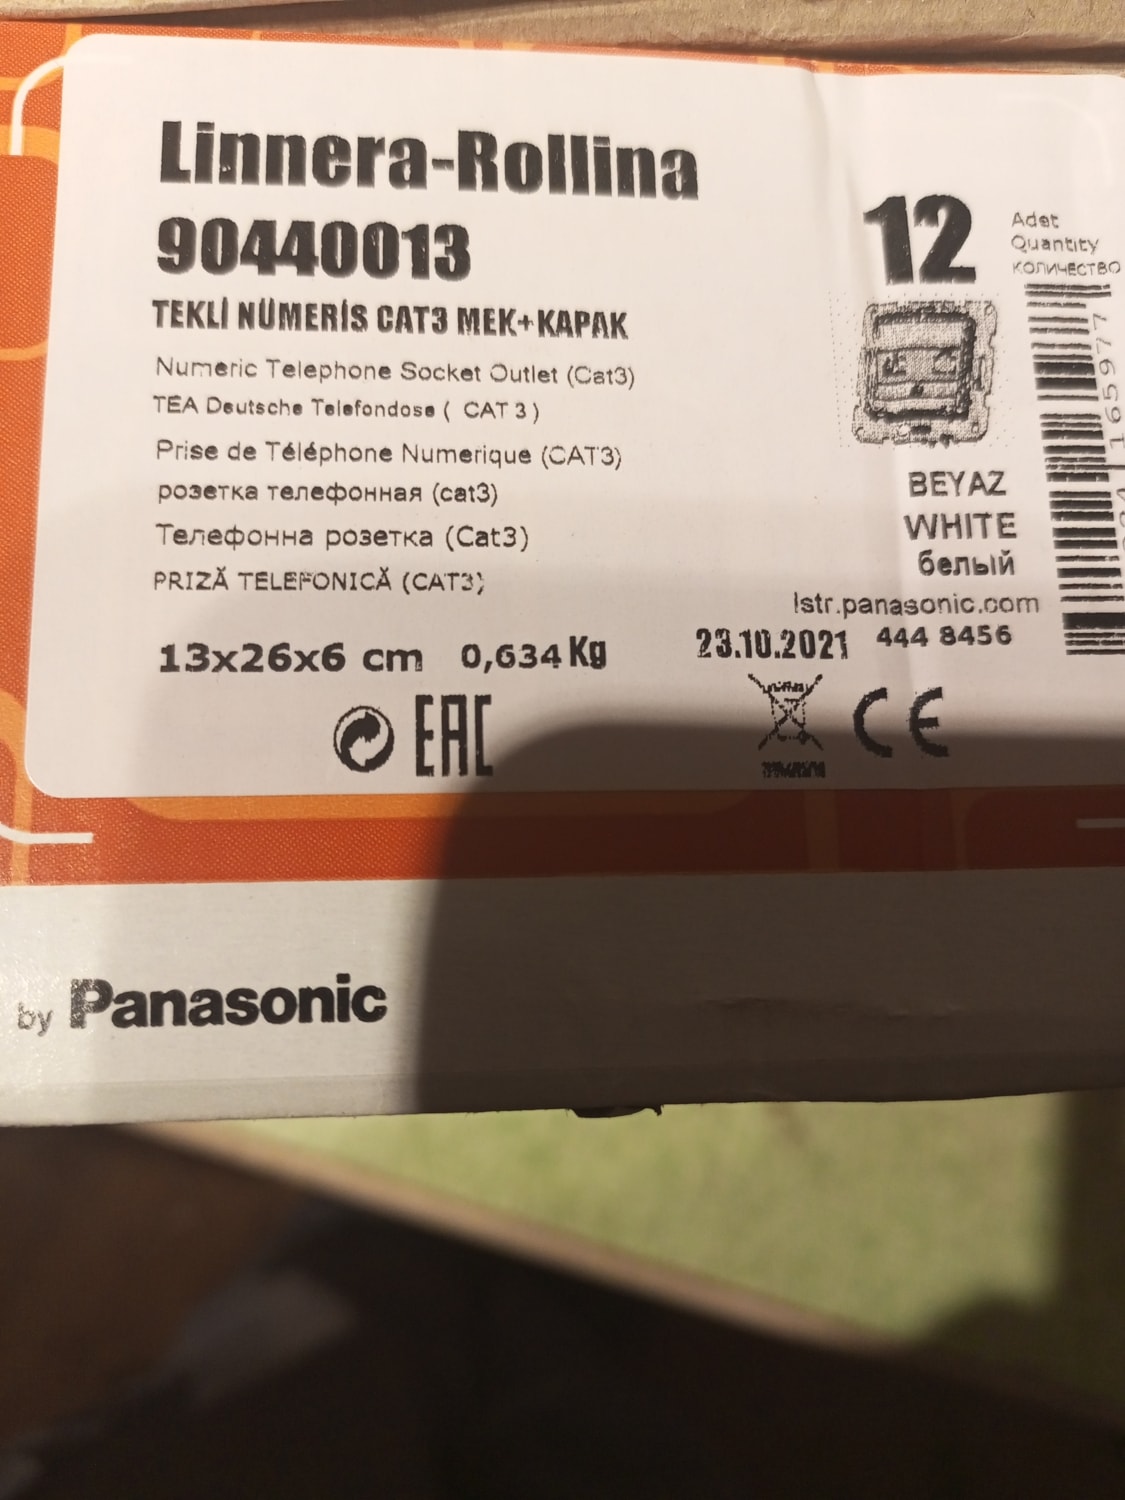 Linnera-Rollina
90440013
TEKLİ NÜMERİS CAT3 MEK+KAPAK
Numeric Telephone Socket Outlet (Cat3)
TEA Deutsche Telefondose ( CAT 3 )
Prise de Téléphone Numerique (CAT3)
розетка телефонная (cat3)
Телефонна розетка (Cat3)
PRIZĂ TELEFONICĂ (CAT3)
13x26x6 cm 0,634 Kg
EAC
12
Adet
Quantity
количество
BEYAZ
WHITE
белый
lstr.panasonic.com
23.10.2021 444 8456
CE
by Panasonic